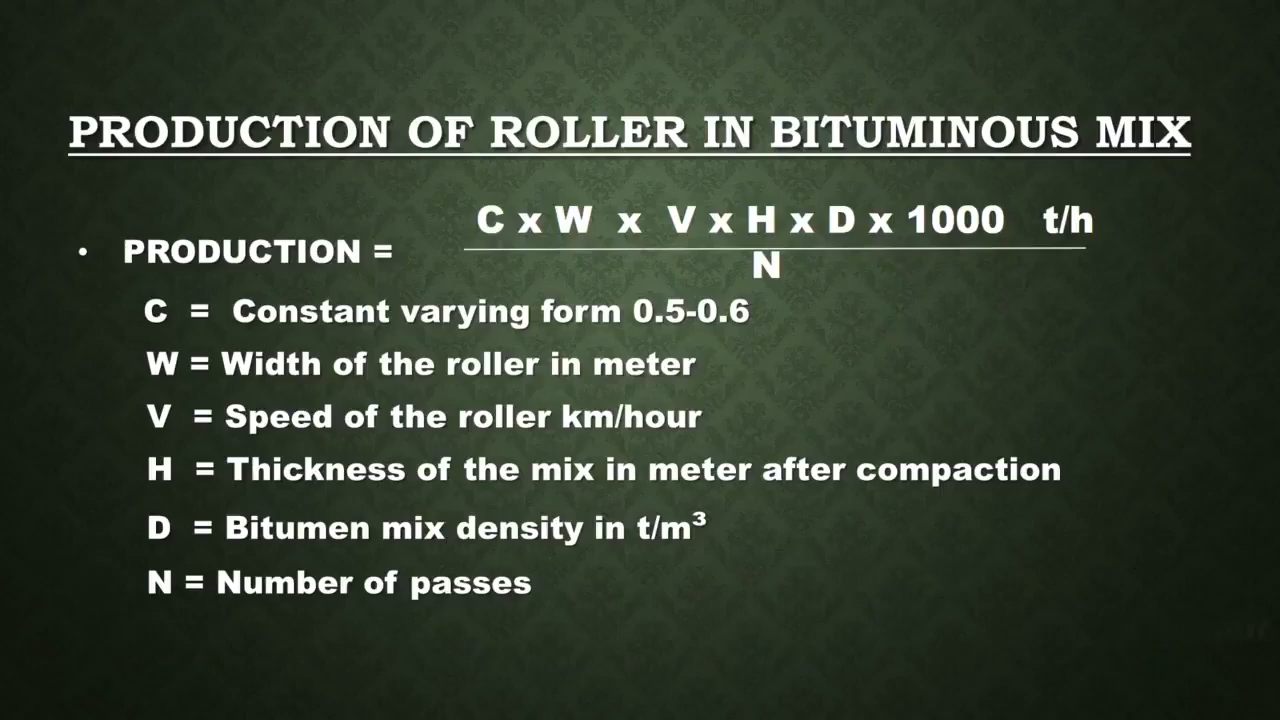 PRODUCTION OF ROLLER IN BITUMINOUS MIX
C x W x V x H x D x 1000 t/h
• PRODUCTION =
N
C = Constant varying form 0.5-0.6
W = Width of the roller in meter
V = Speed of the roller km/hour
H = Thickness of the mix in meter after compaction
D = Bitumen mix density in t/m³
N = Number of passes